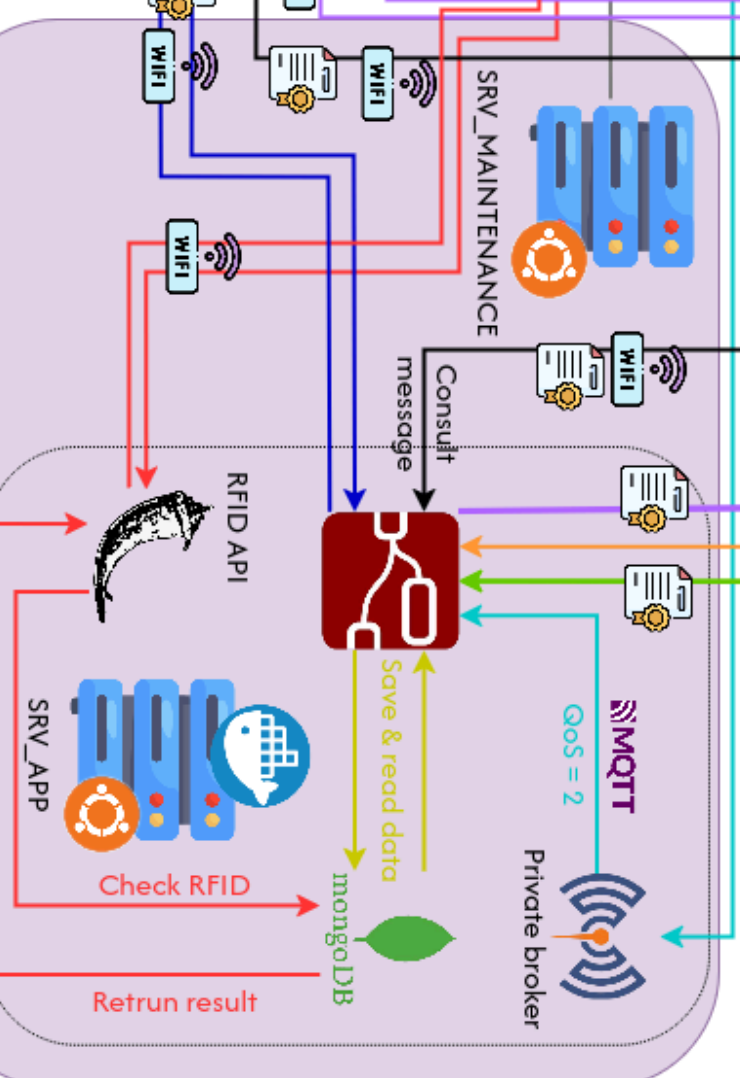 WIFI
WIFI
SRV_MAINTENANCE
WIFI
WIFI
Consult
message
RFID API
SRV_APP
Save & read data
MQTT
QoS = 2
Private broker
Check RFID
mongoDB
Retrun result